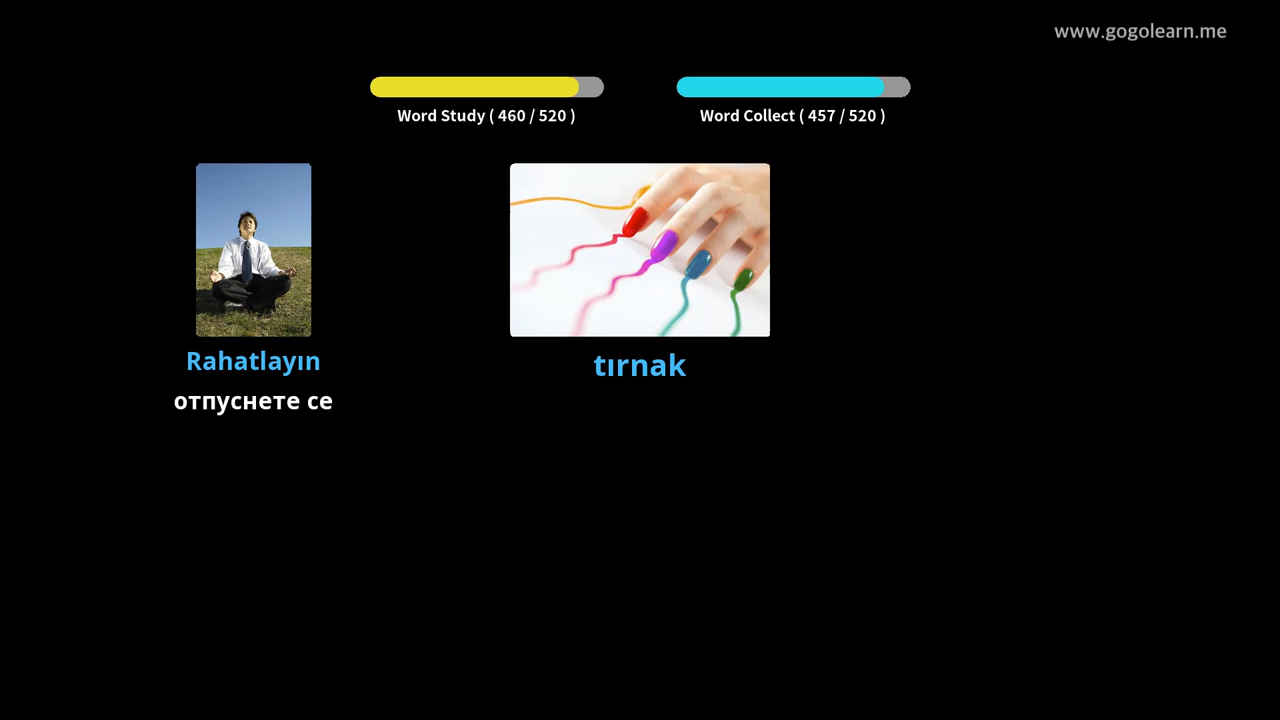 www.gogolearn.me
Word Study ( 460 / 520 )
Word Collect ( 457 / 520 )
Rahatlayın
отпуснете се
tırnak